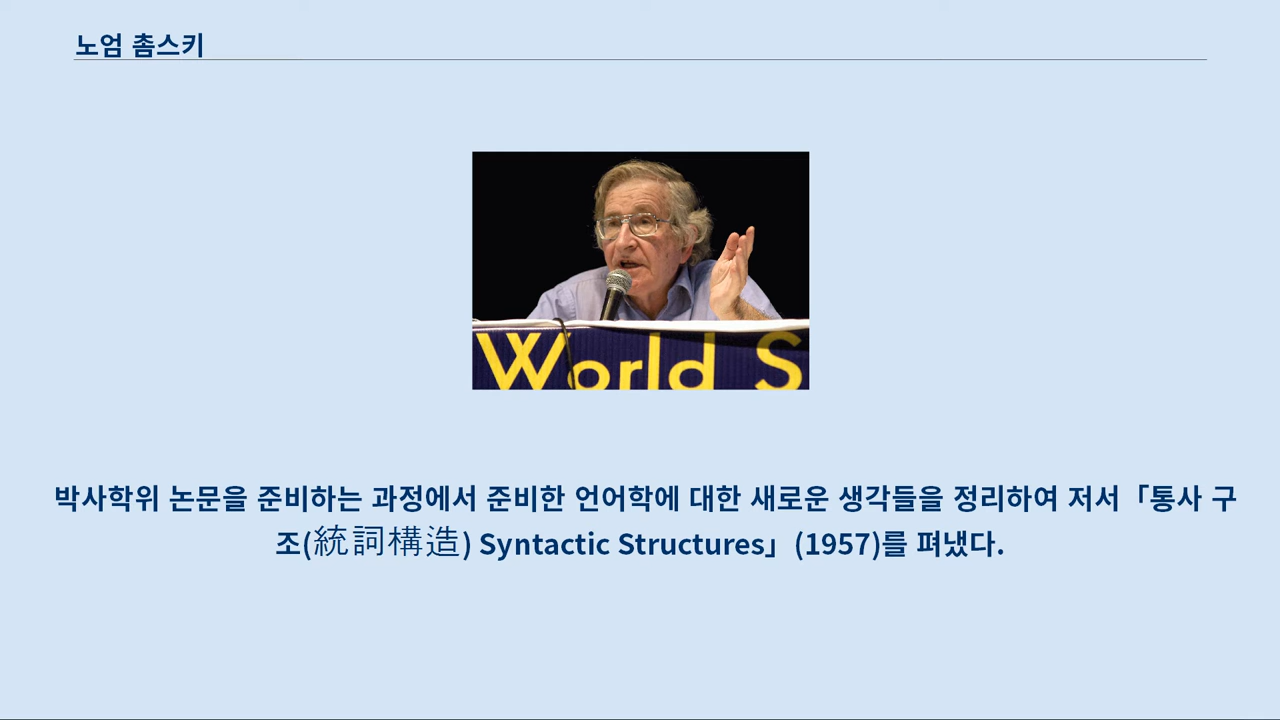 노엄 촘스키
World S
박사학위 논문을 준비하는 과정에서 준비한 언어학에 대한 새로운 생각들을 정리하여 저서「통사 구
조(統詞構造) Syntactic Structures」(1957)를 펴냈다.